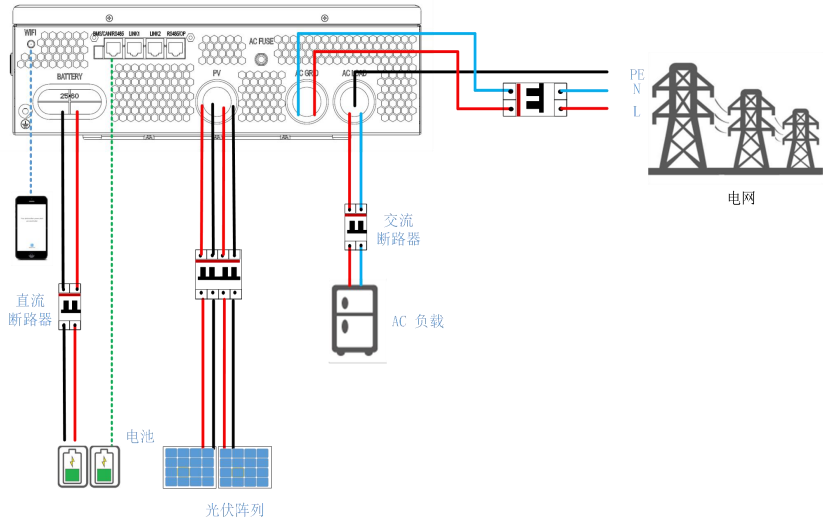 WIFI
BMS/CAN/RS485 LINK1 LINK2 RS485/DP
AC FUSE
BATTERY
PV
AC GRID
AC LOAD
PE
N
L
电网
交流
断路器
直流
断路器
AC 负载
电池
光伏阵列